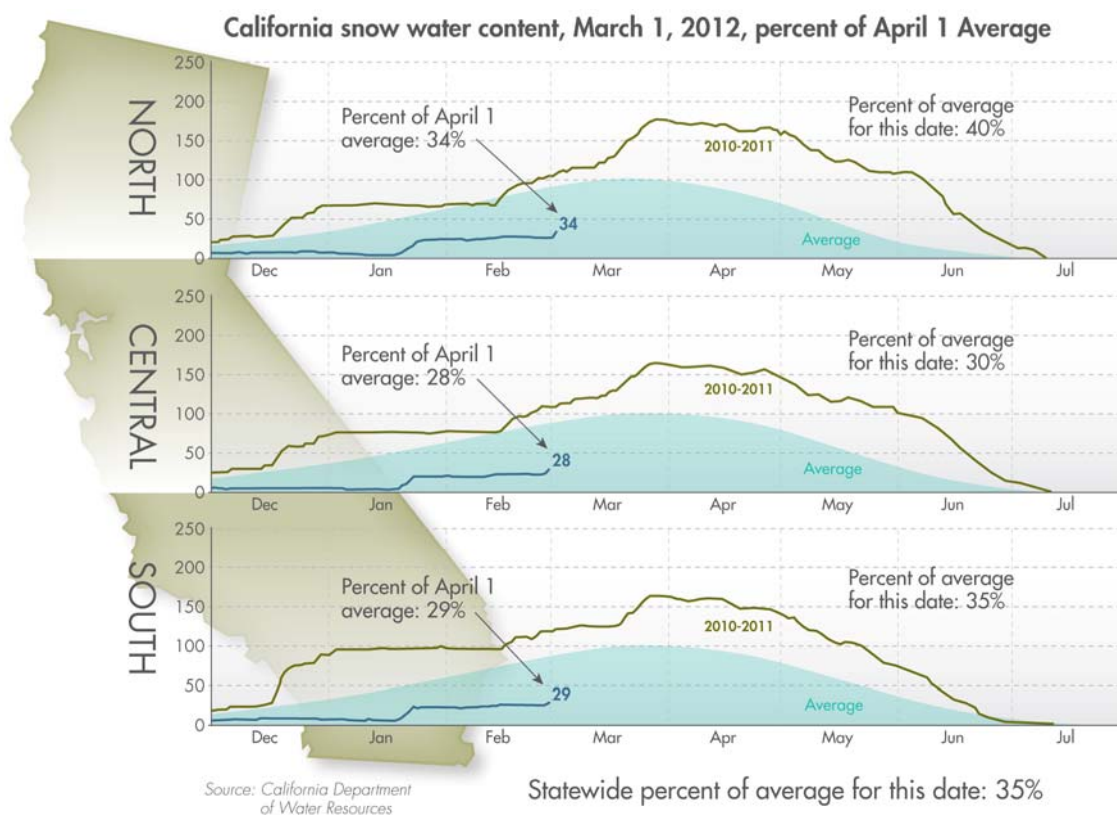 California snow water content, March 1, 2012, percent of April 1 Average
NORTH
250
200
150
100
50
0
Percent of April 1
average: 34%
34
2010-2011
Percent of average
for this date: 40%
Average
Dec Jan Feb Mar Apr May Jun Jul
CENTRAL
250
200
150
100
50
0
Percent of April 1
average: 28%
28
2010-2011
Percent of average
for this date: 30%
Average
Dec Jan Feb Mar Apr May Jun Jul
SOUTH
250
200
150
100
50
0
Percent of April 1
average: 29%
29
2010-2011
Percent of average
for this date: 35%
Average
Dec Jan Feb Mar Apr May Jun Jul
Source: California Department
of Water Resources
Statewide percent of average for this date: 35%